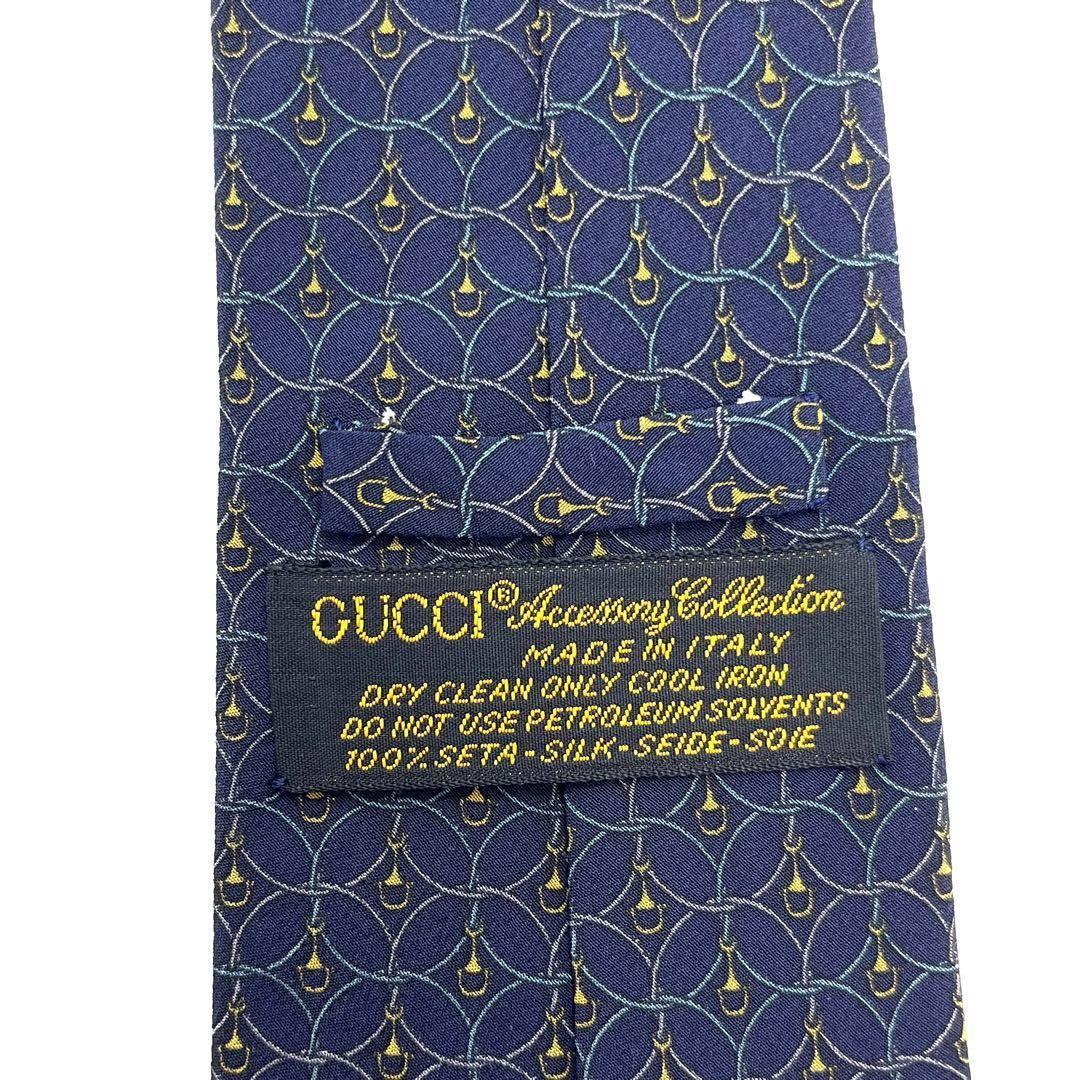 GUCCI® Accessory Collection
MADE IN ITALY
DRY CLEAN ONLY COOL IRON
DO NOT USE PETROLEUM SOLVENTS
100% SETA-SILK-SEIDE-SOIE